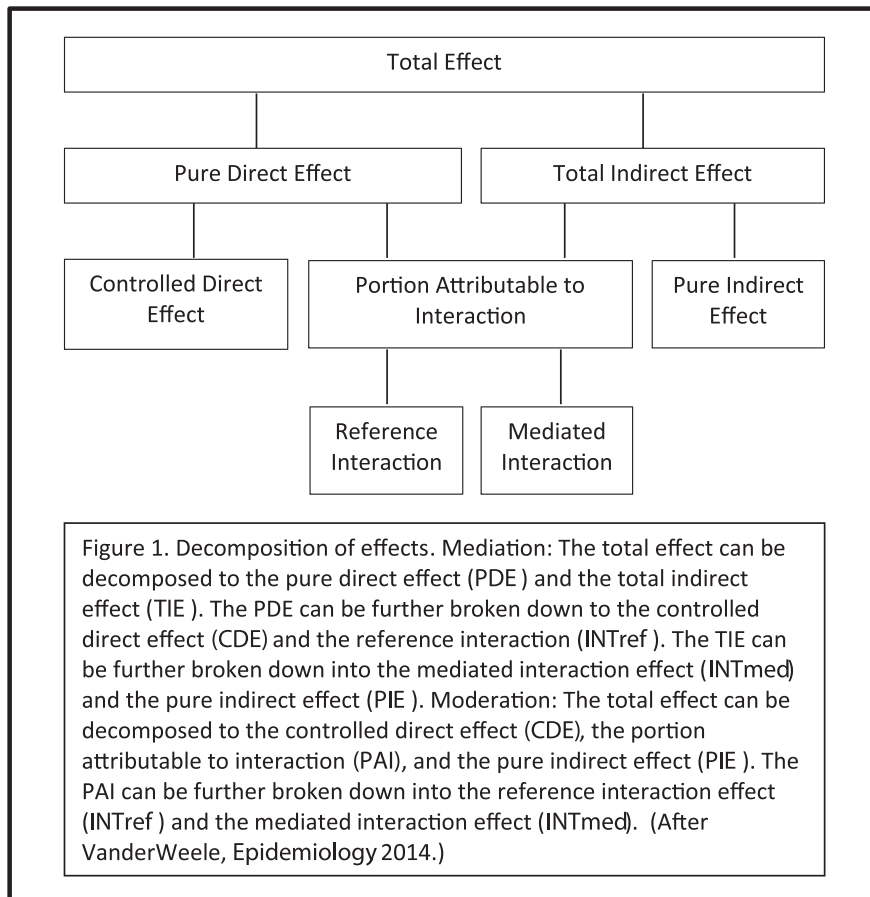 Total Effect
Pure Direct Effect
Total Indirect Effect
Controlled Direct
Effect
Portion Attributable to
Interaction
Pure Indirect
Effect
Reference
Interaction
Mediated
Interaction
Figure 1. Decomposition of effects. Mediation: The total effect can be
decomposed to the pure direct effect (PDE ) and the total indirect
effect (TIE ). The PDE can be further broken down to the controlled
direct effect (CDE) and the reference interaction (INTref ). The TIE can
be further broken down into the mediated interaction effect (INTmed)
and the pure indirect effect (PIE ). Moderation: The total effect can be
decomposed to the controlled direct effect (CDE), the portion
attributable to interaction (PAI), and the pure indirect effect (PIE ). The
PAI can be further broken down into the reference interaction effect
(INTref ) and the mediated interaction effect (INTmed).  (After
VanderWeele, Epidemiology 2014.)